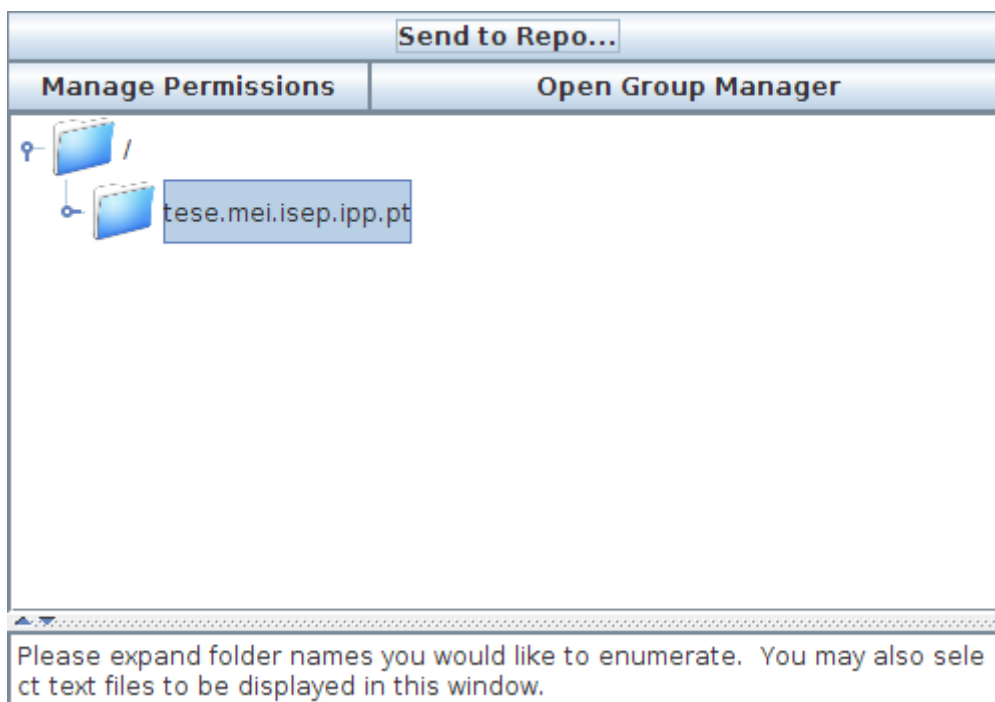 Send to Repo...
Manage Permissions Open Group Manager
/
tese.mei.isep.ipp.pt
Please expand folder names you would like to enumerate. You may also sele
ct text files to be displayed in this window.